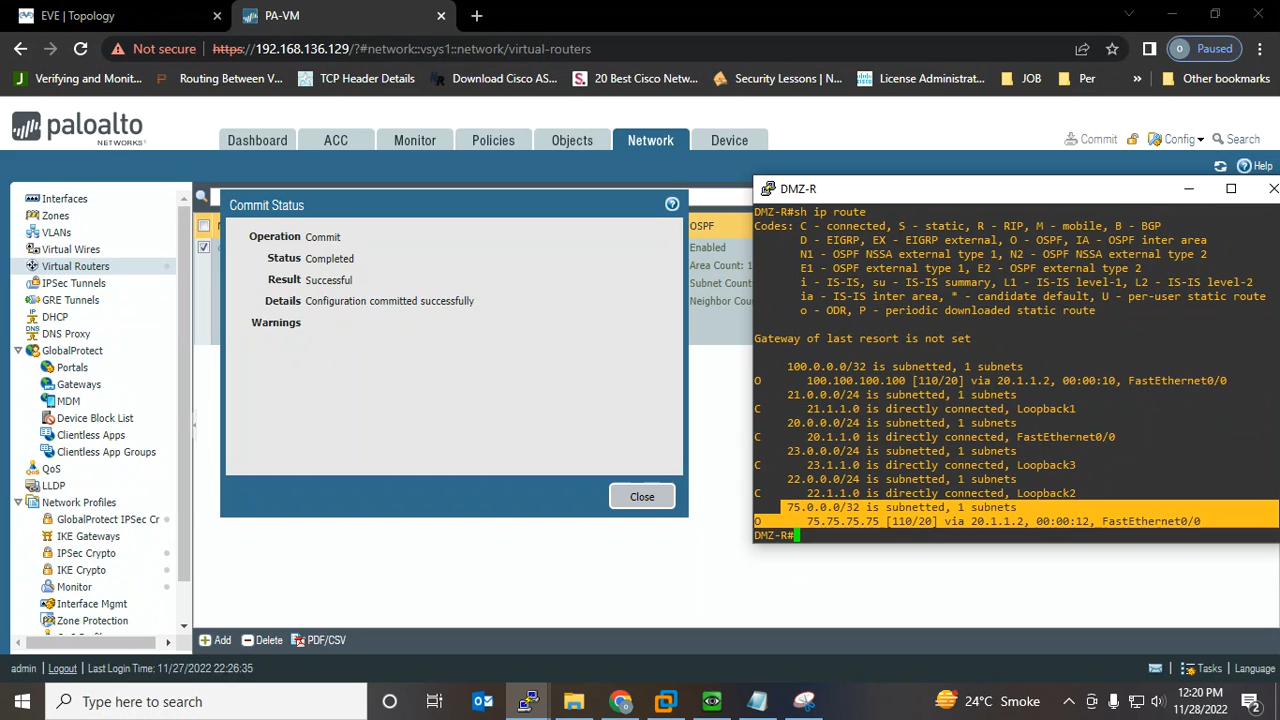 EVE | Topology
PA-VM
Not secure
https://192.168.136.129/?#network::vsys1::network/virtual-routers
Paused
Verifying and Monit...
Routing Between V...
TCP Header Details
Download Cisco AS...
20 Best Cisco Netw...
Security Lessons | N...
License Administrati...
JOB
Per
»
Other bookmarks
paloalto
NETWORKS
Dashboard
ACC
Monitor
Policies
Objects
Network
Device
Commit
Config
Search
Help
Interfaces
Zones
VLANs
Virtual Wires
Virtual Routers
IPSec Tunnels
GRE Tunnels
DHCP
DNS Proxy
GlobalProtect
Portals
Gateways
MDM
Device Block List
Clientless Apps
Clientless App Groups
QoS
LLDP
Network Profiles
GlobalProtect IPSec Cr
IKE Gateways
IPSec Crypto
IKE Crypto
Monitor
Interface Mgmt
Zone Protection
Commit Status
Operation Commit
Status Completed
Result Successful
Details Configuration committed successfully
Warnings
Close
OSPF
Enabled
Area Count: 1
Subnet Count:
Neighbor Cou
DMZ-R
DMZ-R#sh ip route
Codes: C - connected, S - static, R - RIP, M - mobile, B - BGP
D - EIGRP, EX - EIGRP external, O - OSPF, IA - OSPF inter area
N1 - OSPF NSSA external type 1, N2 - OSPF NSSA external type 2
E1 - OSPF external type 1, E2 - OSPF external type 2
i - IS-IS, su - IS-IS summary, L1 - IS-IS level-1, L2 - IS-IS level-2
ia - IS-IS inter area, * - candidate default, U - per-user static route
o - ODR, P - periodic downloaded static route
Gateway of last resort is not set
100.0.0.0/32 is subnetted, 1 subnets
O 100.100.100.100 [110/20] via 20.1.1.2, 00:00:10, FastEthernet0/0
21.0.0.0/24 is subnetted, 1 subnets
C 21.1.1.0 is directly connected, Loopback1
20.0.0.0/24 is subnetted, 1 subnets
C 20.1.1.0 is directly connected, FastEthernet0/0
23.0.0.0/24 is subnetted, 1 subnets
C 23.1.1.0 is directly connected, Loopback3
22.0.0.0/24 is subnetted, 1 subnets
C 22.1.1.0 is directly connected, Loopback2
75.0.0.0/32 is subnetted, 1 subnets
O 75.75.75.75 [110/20] via 20.1.1.2, 00:00:12, FastEthernet0/0
DMZ-R#
Add
Delete
PDF/CSV
admin
Logout
Last Login Time: 11/27/2022 22:26:35
Tasks
Language
Type here to search
24°C Smoke
12:20 PM
11/28/2022
2